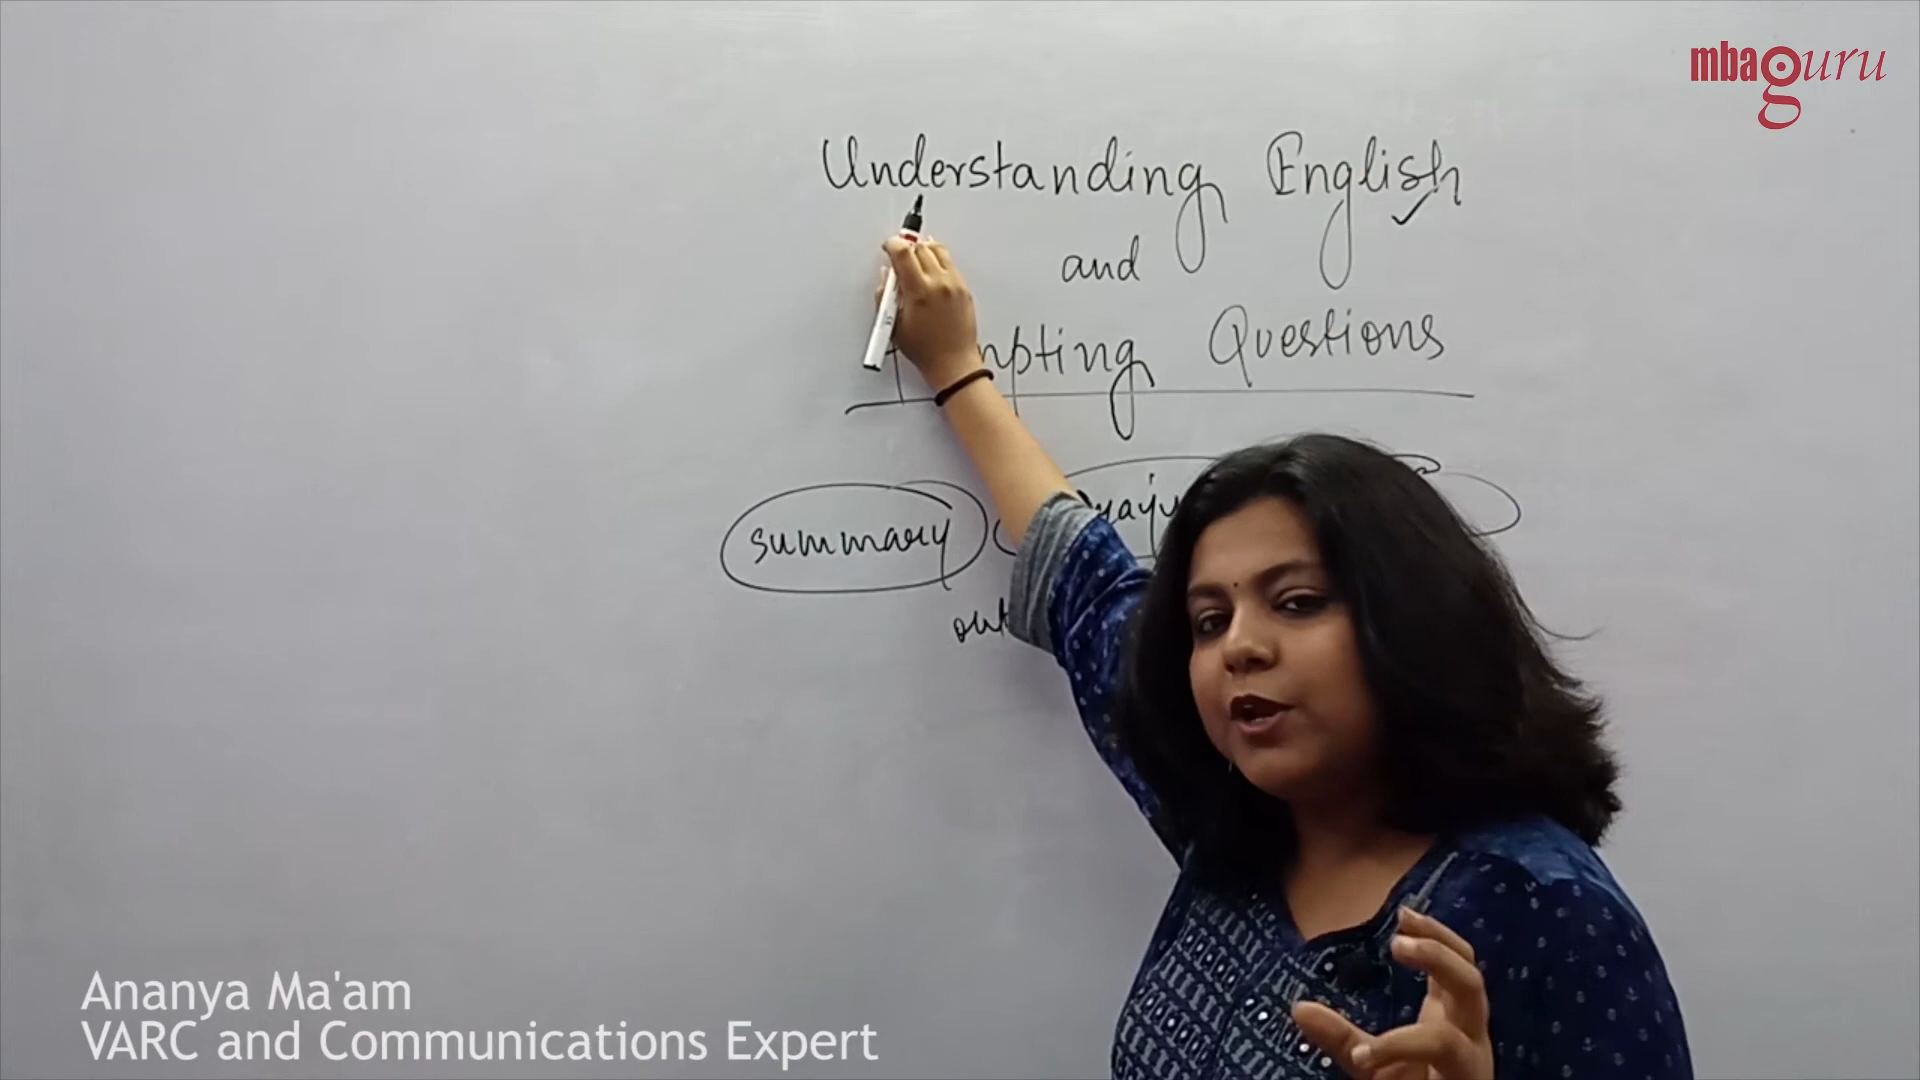 mbaguru
Understanding English
and
Questions
summary
Ananya Ma'am
VARC and Communications Expert